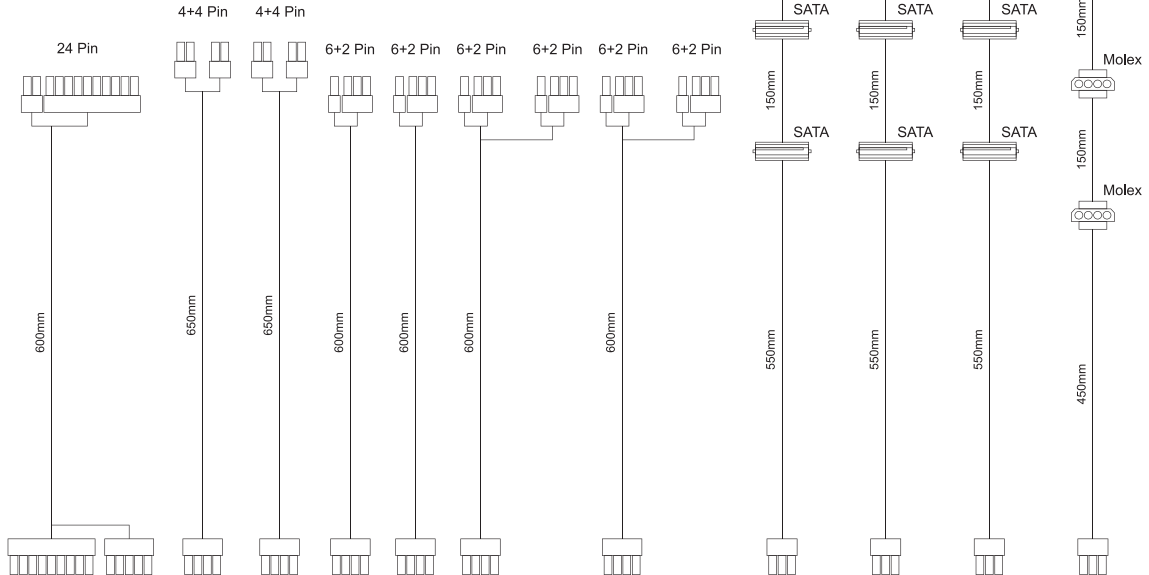 4+4 Pin 4+4 Pin SATA SATA SATA
24 Pin 6+2 Pin 6+2 Pin 6+2 Pin 6+2 Pin 6+2 Pin 6+2 Pin
150mm
Molex
150mm 150mm 150mm
SATA SATA SATA
150mm
Molex
600mm 650mm 650mm 600mm 600mm 600mm 600mm 550mm 550mm 550mm 450mm